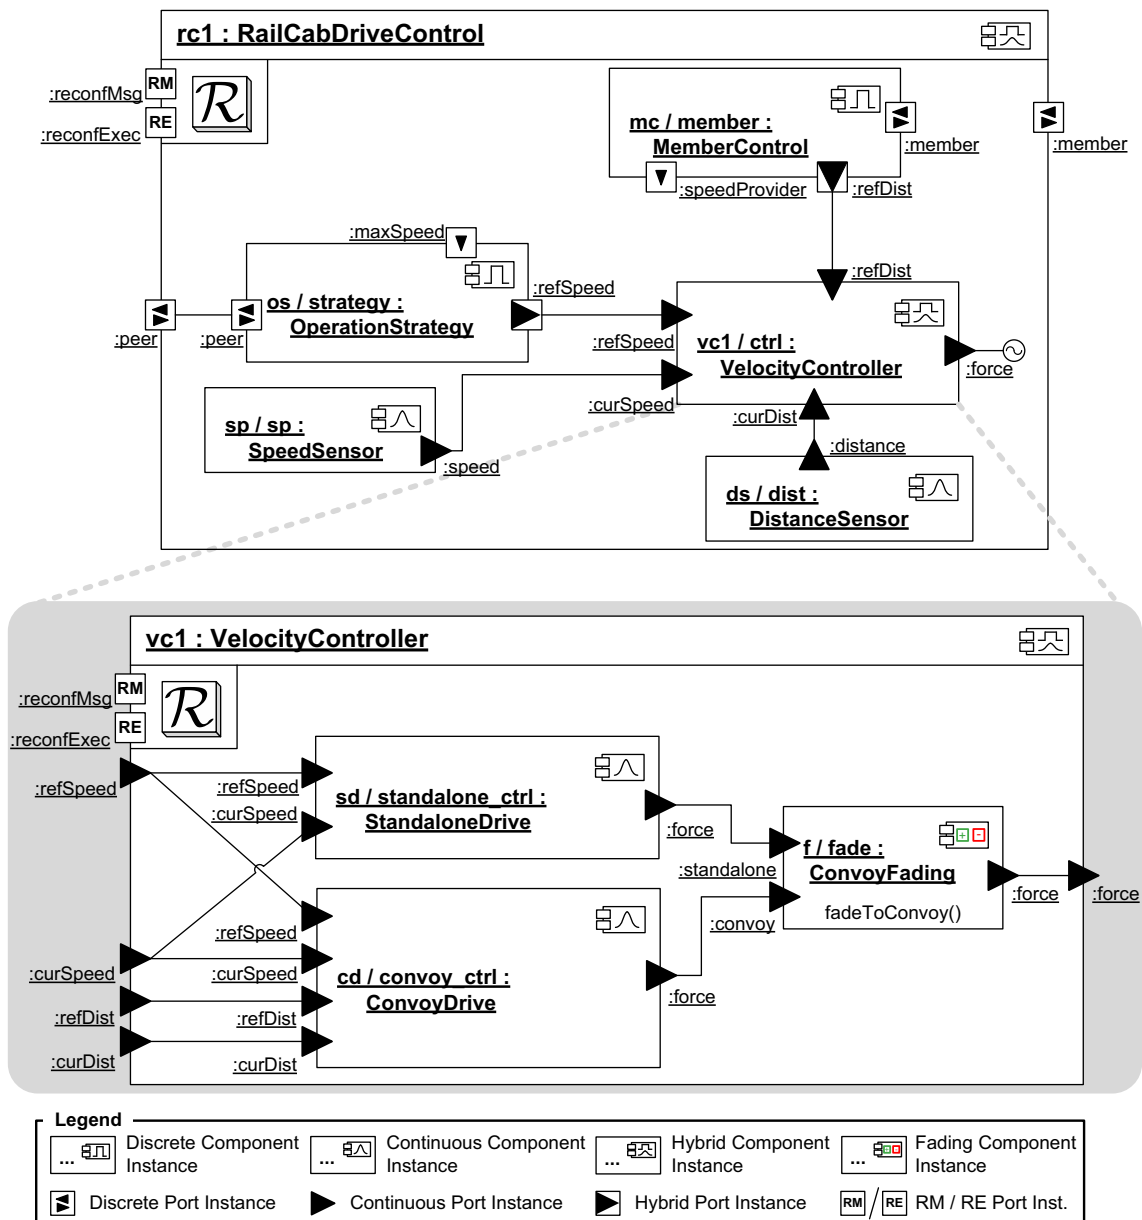 rc1 : RailCabDriveControl
RM
:reconfMsg
RE
:reconfExec
R
mc / member :
MemberControl
:member
:member
:speedProvider
:refDist
:maxSpeed
:refDist
:refSpeed
os / strategy :
OperationStrategy
:peer
:peer
:refSpeed
vc1 / ctrl :
VelocityController
:force
:curSpeed
:curDist
sp / sp :
SpeedSensor
:speed
:distance
ds / dist :
DistanceSensor
vc1 : VelocityController
RM
:reconfMsg
RE
:reconfExec
R
:refSpeed
:refSpeed
:curSpeed
sd / standalone_ctrl :
StandaloneDrive
:force
:standalone
f / fade :
ConvoyFading
fadeToConvoy()
:force
:force
:convoy
:refSpeed
:curSpeed
:curSpeed
cd / convoy_ctrl :
ConvoyDrive
:force
:refDist
:refDist
:curDist
:curDist
Legend
... Discrete Component Instance
... Continuous Component Instance
... Hybrid Component Instance
... Fading Component Instance
Discrete Port Instance
Continuous Port Instance
Hybrid Port Instance
RM / RE RM / RE Port Inst.